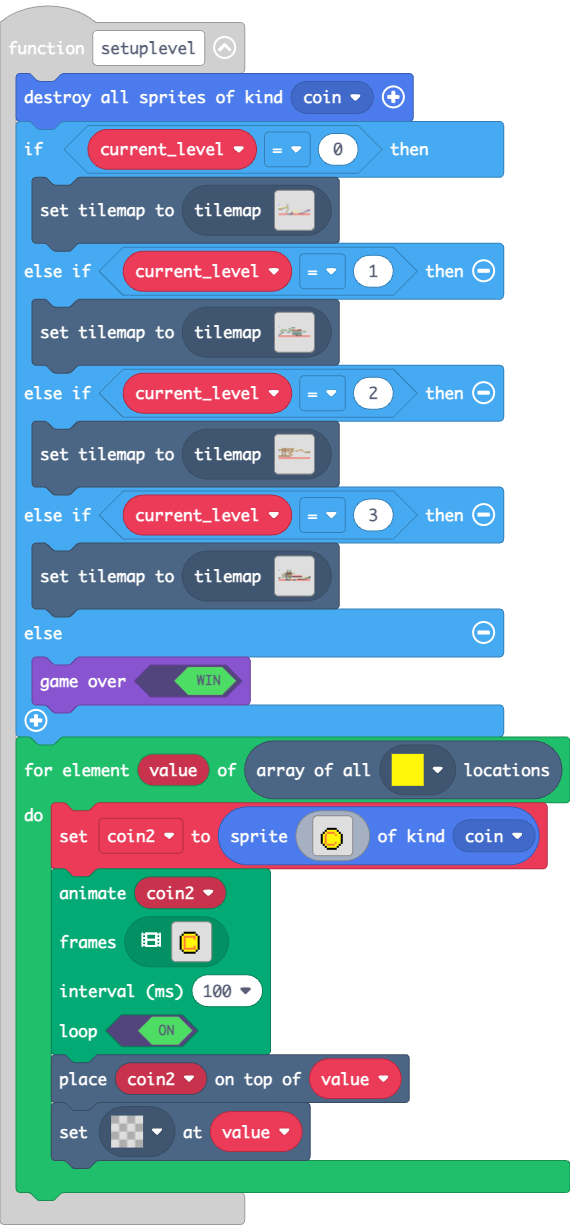 function setuplevel
destroy all sprites of kind coin
if current_level = 0 then
set tilemap to tilemap
else if current_level = 1 then
set tilemap to tilemap
else if current_level = 2 then
set tilemap to tilemap
else if current_level = 3 then
set tilemap to tilemap
else
game over WIN
for element value of array of all locations
do
set coin2 to sprite of kind coin
animate coin2
frames
interval (ms) 100
loop ON
place coin2 on top of value
set at value